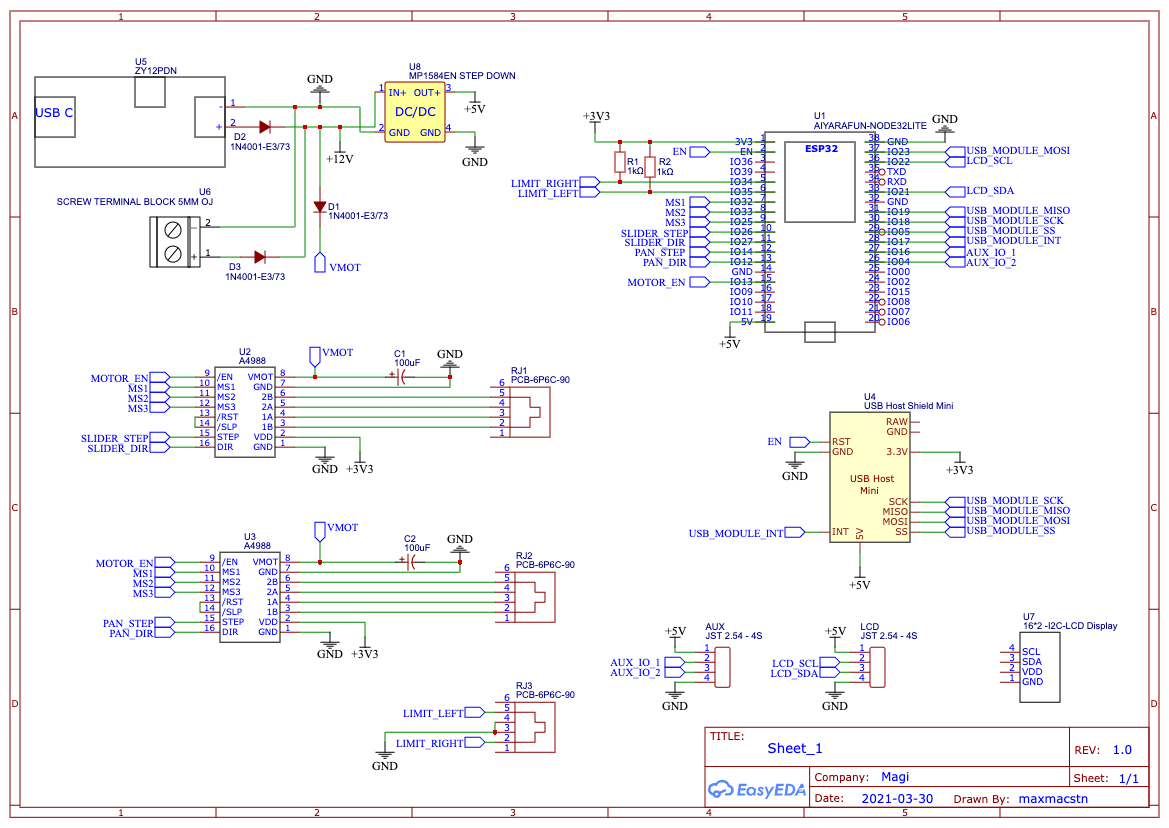 1 2 3 4 5
A
B
C
D
A
B
C
D
U5
ZY12PDN
USB C
- 1
+ 2
D2
1N4001-E3/73
GND
+12V
U6
SCREW TERMINAL BLOCK 5MM OJ
- 2
+ 1
D3
1N4001-E3/73
D1
1N4001-E3/73
VMOT
U8
MP1584EN STEP DOWN
1 IN+ OUT+ 3
DC/DC
2 GND GND 4
+5V
GND
+3V3
R1
1kΩ
R2
1kΩ
EN
LIMIT_RIGHT
LIMIT_LEFT
MS1
MS2
MS3
SLIDER_STEP
SLIDER_DIR
PAN_STEP
PAN_DIR
MOTOR_EN
+5V
U1
AIYARAFUN-NODE32LITE
ESP32
3V3 1
EN 2
IO36 3
IO39 4
IO34 5
IO35 6
IO32 7
IO33 8
IO25 9
IO26 10
IO27 11
IO14 12
IO12 13
GND 14
IO13 15
IO09 16
IO10 17
IO11 18
5V 19
38 GND
37 IO23
36 IO22
35 TXD
34 RXD
33 IO21
32 GND
31 IO19
30 IO18
29 IO05
28 IO17
27 IO16
26 IO04
25 IO00
24 IO02
23 IO15
22 IO08
21 IO07
20 IO06
GND
USB_MODULE_MOSI
LCD_SCL
LCD_SDA
USB_MODULE_MISO
USB_MODULE_SCK
USB_MODULE_SS
USB_MODULE_INT
AUX_IO_1
AUX_IO_2
U2
A4988
MOTOR_EN
MS1
MS2
MS3
SLIDER_STEP
SLIDER_DIR
9 /EN VMOT 8
10 MS1 GND 7
11 MS2 2B 6
12 MS3 2A 5
13 /RST 1A 4
14 /SLP 1B 3
15 STEP VDD 2
16 DIR GND 1
VMOT
C1
100uF
+
GND
GND
+3V3
RJ1
PCB-6P6C-90
6
5
4
3
2
1
U3
A4988
MOTOR_EN
MS1
MS2
MS3
PAN_STEP
PAN_DIR
9 /EN VMOT 8
10 MS1 GND 7
11 MS2 2B 6
12 MS3 2A 5
13 /RST 1A 4
14 /SLP 1B 3
15 STEP VDD 2
16 DIR GND 1
VMOT
C2
100uF
+
GND
GND
+3V3
RJ2
PCB-6P6C-90
6
5
4
3
2
1
RJ3
PCB-6P6C-90
6
5
4
3
2
1
LIMIT_LEFT
LIMIT_RIGHT
GND
U4
USB Host Shield Mini
RAW
GND
RST
GND
3.3V
USB Host
Mini
SCK
MISO
MOSI
INT
SS
5V
EN
GND
USB_MODULE_INT
+3V3
USB_MODULE_SCK
USB_MODULE_MISO
USB_MODULE_MOSI
USB_MODULE_SS
+5V
+5V
AUX
JST 2.54 - 4S
AUX_IO_1
AUX_IO_2
1
2
3
4
GND
+5V
LCD
JST 2.54 - 4S
LCD_SCL
LCD_SDA
1
2
3
4
GND
U7
16*2 -I2C-LCD Display
4 SCL
3 SDA
2 VDD
1 GND
TITLE:
Sheet_1
REV: 1.0
EasyEDA
Company: Magi
Sheet: 1/1
Date: 2021-03-30 Drawn By: maxmacstn
1 2 3 4 5